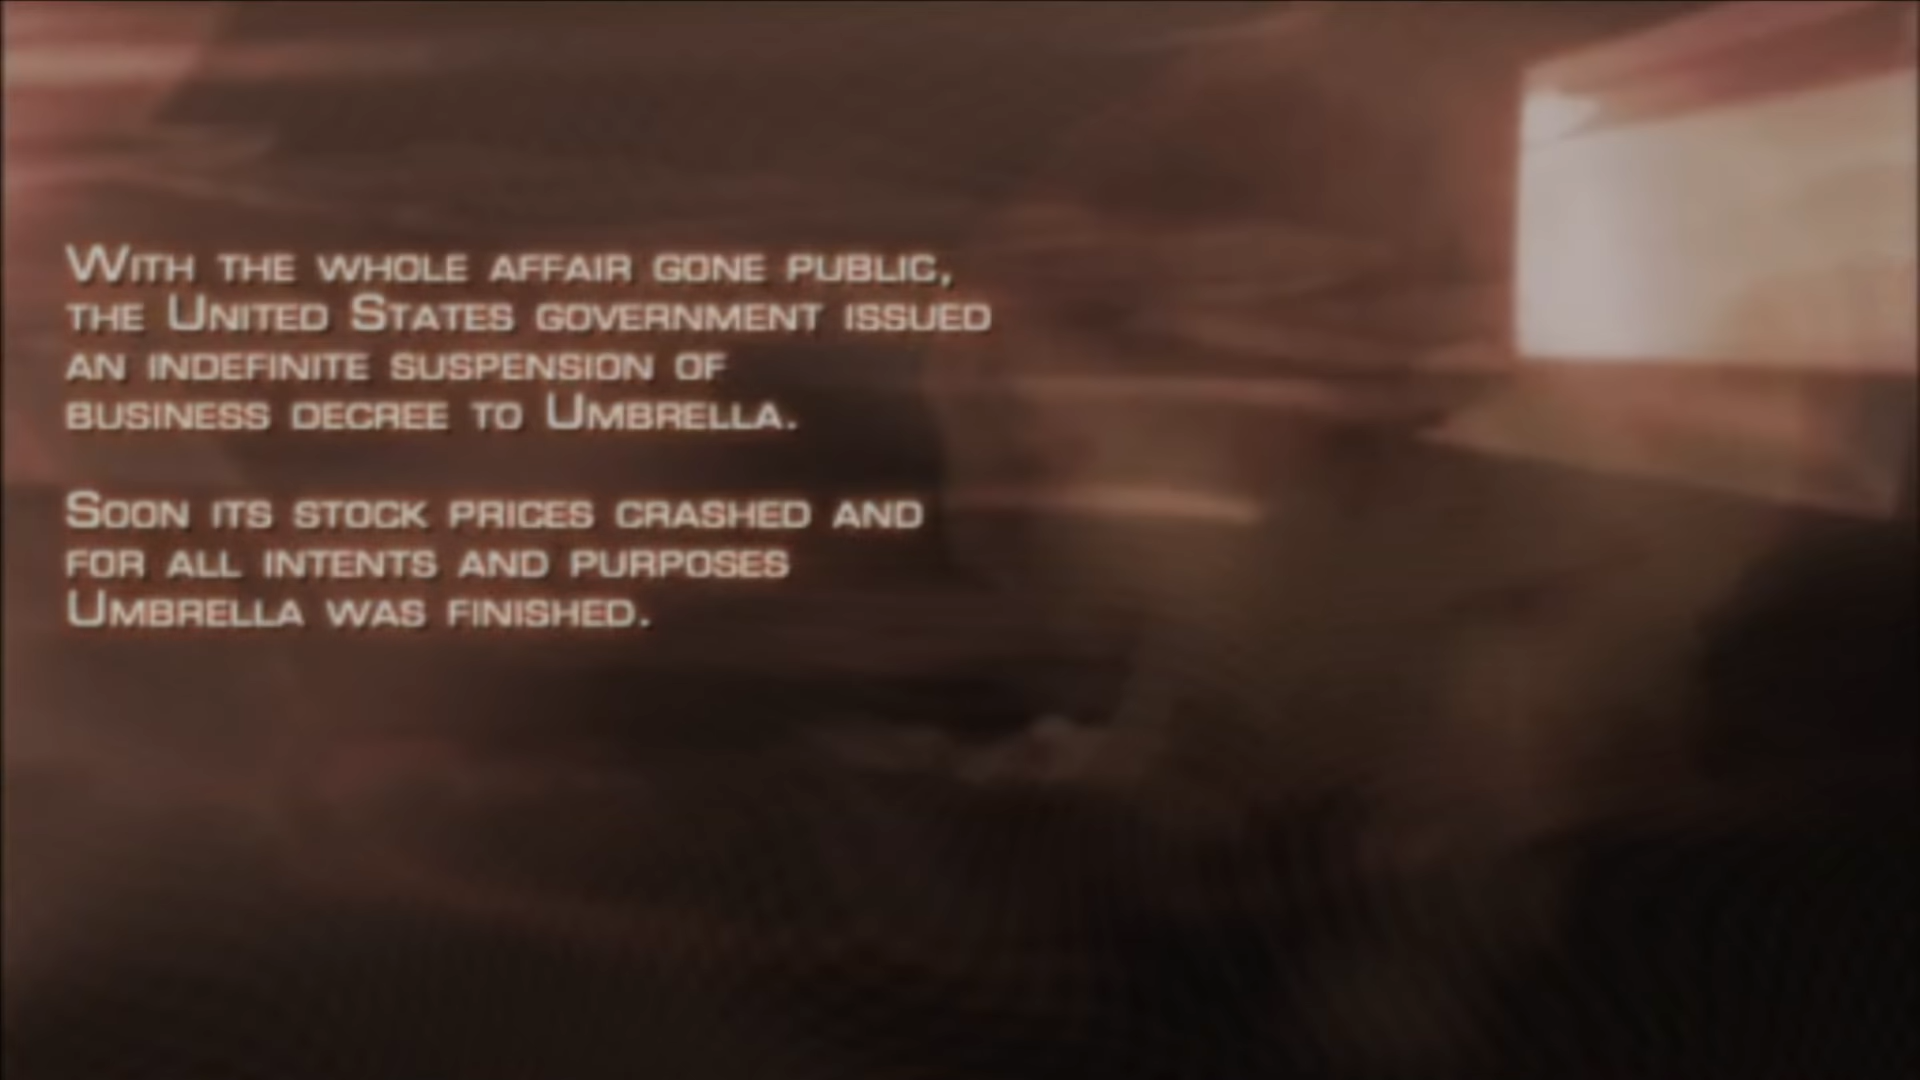 With the whole affair gone public,
the United States government issued
an indefinite suspension of
business decree to Umbrella.
Soon its stock prices crashed and
for all intents and purposes
Umbrella was finished.